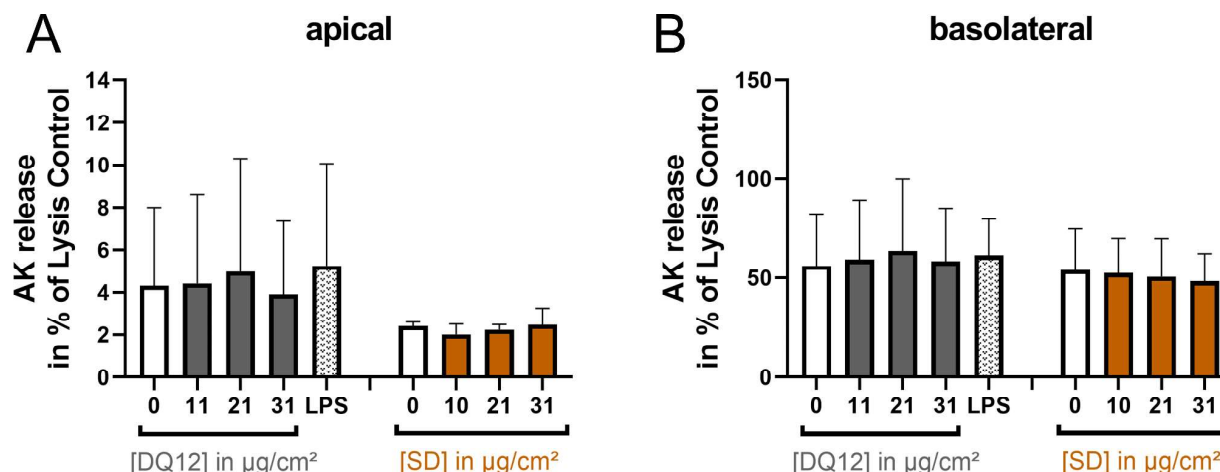 A
apical
AK release
in % of Lysis Control
14
12
10
8
6
4
2
0
0 11 21 31 LPS 0 10 21 31
[DQ12] in µg/cm² [SD] in µg/cm²
B
basolateral
AK release
in % of Lysis Control
150
100
50
0
0 11 21 31 LPS 0 10 21 31
[DQ12] in µg/cm² [SD] in µg/cm²